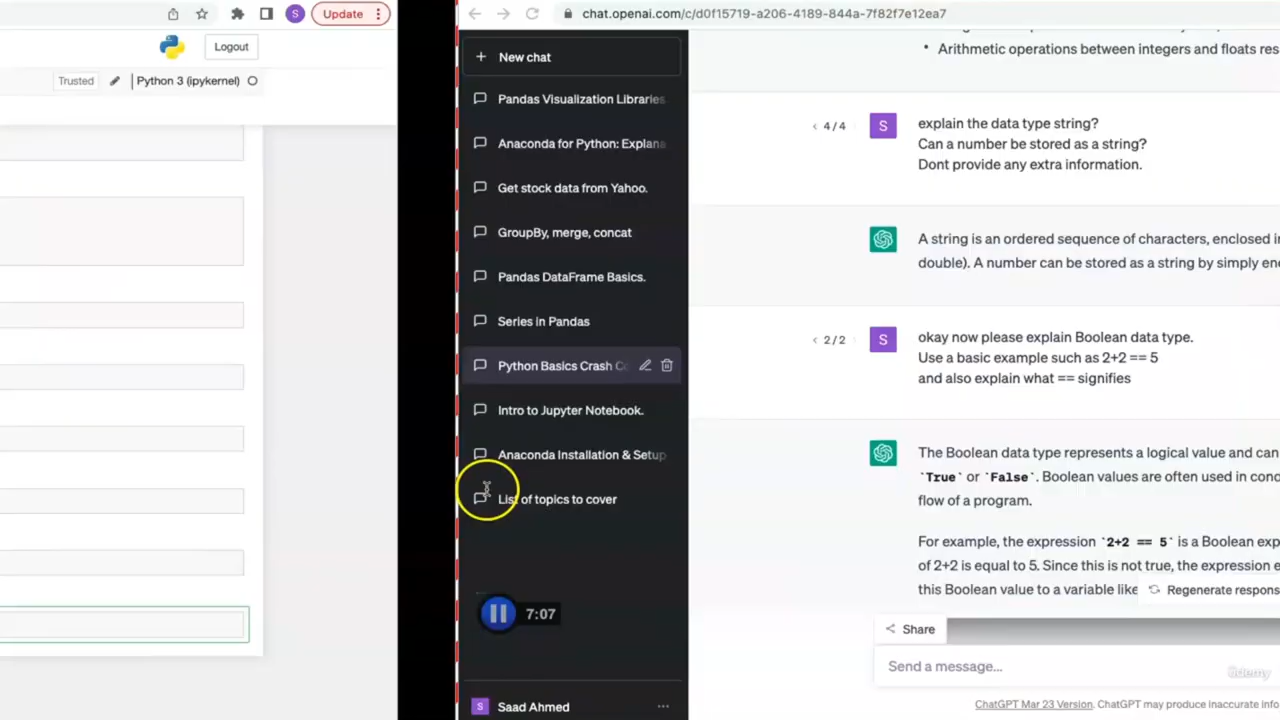 Update
Logout
Trusted
Python 3 (ipykernel)
chat.openai.com/c/d0f15719-a206-4189-844a-7f82f7e12ea7
New chat
Pandas Visualization Libraries
Anaconda for Python: Explana
Get stock data from Yahoo.
GroupBy, merge, concat
Pandas DataFrame Basics.
Series in Pandas
Python Basics Crash Co
Intro to Jupyter Notebook.
Anaconda Installation & Setup
List of topics to cover
7:07
S Saad Ahmed
• Arithmetic operations between integers and floats res
< 4/4
S
explain the data type string?
Can a number be stored as a string?
Dont provide any extra information.
A string is an ordered sequence of characters, enclosed in
double). A number can be stored as a string by simply enc
< 2/2
S
okay now please explain Boolean data type.
Use a basic example such as 2+2 == 5
and also explain what == signifies
The Boolean data type represents a logical value and can
`True` or `False`. Boolean values are often used in cond
flow of a program.
For example, the expression `2+2 == 5` is a Boolean exp
of 2+2 is equal to 5. Since this is not true, the expression e
this Boolean value to a variable like
Regenerate respons
Share
Send a message...
ûdemy
ChatGPT Mar 23 Version. ChatGPT may produce inaccurate info